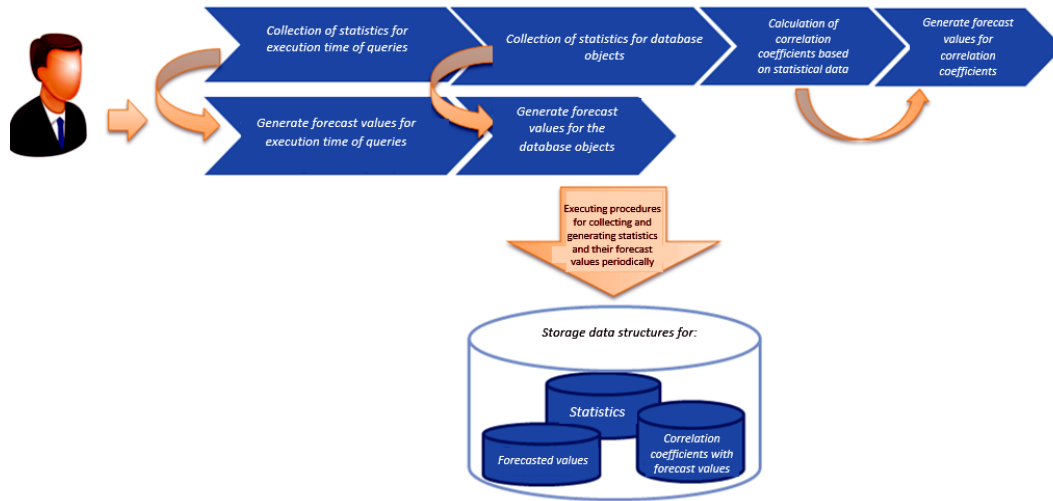 Collection of statistics for
execution time of queries
Collection of statistics for database
objects
Calculation of
correlation
coefficients based
on statistical data
Generate forecast
values for
correlation
coefficients
Generate forecast values for
execution time of queries
Generate forecast
values for the
database objects
Executing procedures
for collecting and
generating statistics
and their forecast
values periodically
Storage data structures for:
Statistics
Forecasted values
Correlation
coefficients with
forecast values